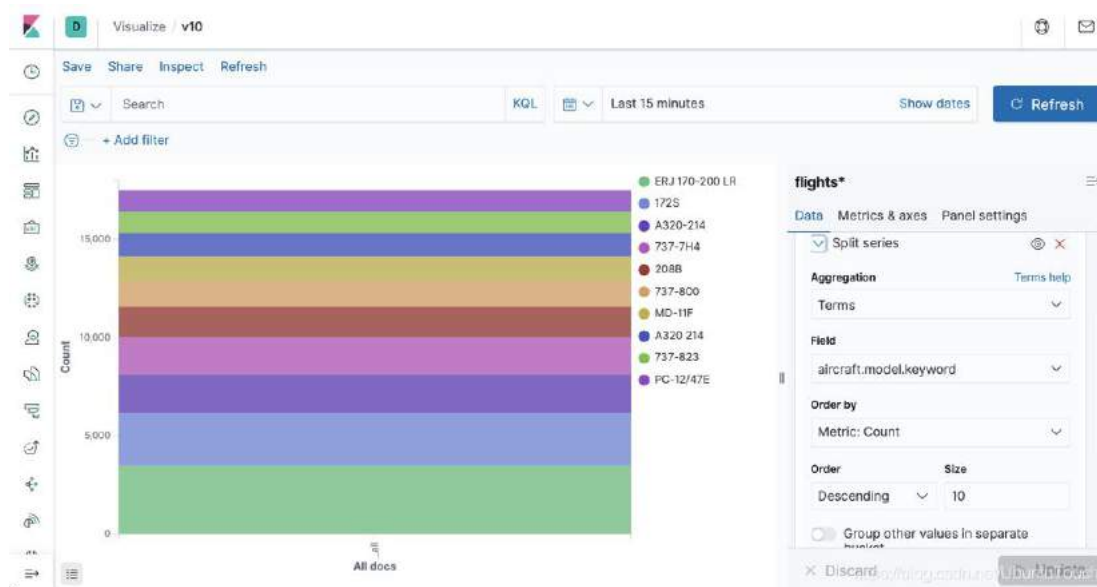 D Visualize / v10
Save Share Inspect Refresh
Search KQL Last 15 minutes Show dates Refresh
+ Add filter
flights*
Data Metrics & axes Panel settings
Split series
Aggregation Terms help
Terms
Field
aircraft.model.keyword
Order by
Metric: Count
Order Size
Descending 10
Group other values in separate
bucket
Discard Update
Count
15,000
10,000
5,000
0
_all
All docs
ERJ 170-200 LR
172S
A320-214
737-7H4
208B
737-800
MD-11F
A320 214
737-823
PC-12/47E